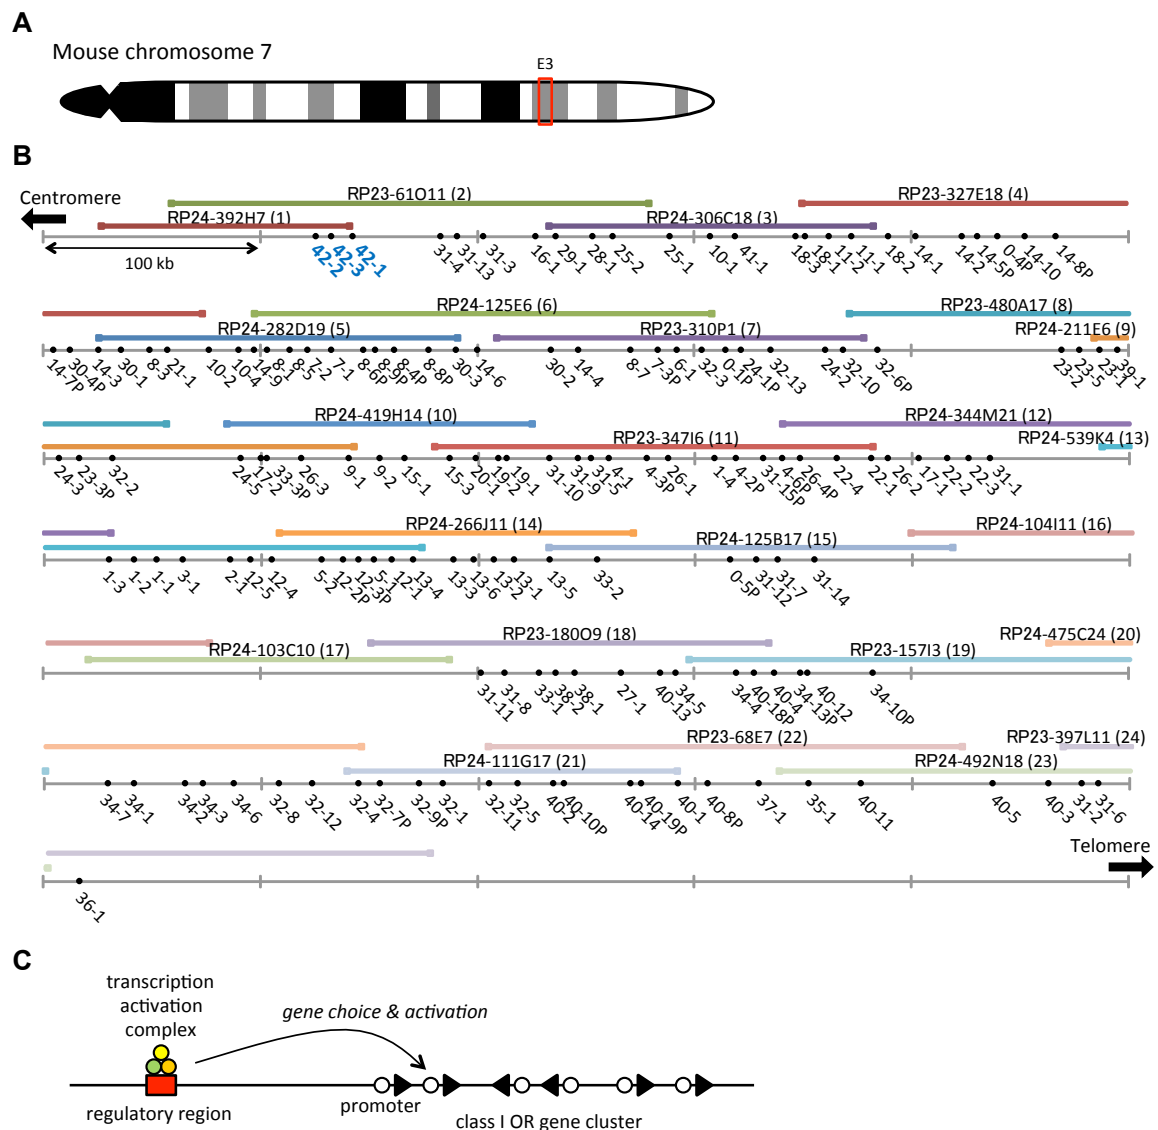 A
Mouse chromosome 7
E3
B
Centromere
RP23-61O11 (2)
RP23-327E18 (4)
RP24-392H7 (1)
RP24-306C18 (3)
100 kb
42-2 42-3 42-1 31-4 31-13 31-3 16-1 29-1 28-1 25-2 25-1 10-1 41-1 18-3 18-1 11-2 11-1 18-2 14-1 14-2 14-5P 0-4P 14-10 14-8P
RP24-125E6 (6)
RP23-480A17 (8)
RP24-282D19 (5)
RP23-310P1 (7)
RP24-211E6 (9)
14-7P 30-4P 14-3 30-1 8-3 21-1 10-2 10-4 14-9 8-1 8-5 7-2 7-1 8-6P 8-9P 8-4P 8-8P 30-3 14-6 30-2 14-4 8-7 7-3P 6-1 32-3 0-1P 24-1P 32-13 24-2 32-10 32-6P 23-2 23-5 23-1 39-1
RP24-419H14 (10)
RP24-344M21 (12)
RP23-347I6 (11)
RP24-539K4 (13)
24-3 23-3P 32-2 24-5 17-2 33-3P 26-3 9-1 9-2 15-1 15-3 20-1 19-2 19-1 31-10 31-9 31-5 4-1 4-3P 26-1 1-4 4-2P 31-15P 4-6P 26-4P 22-4 22-1 26-2 17-1 22-2 22-3 31-1
RP24-266J11 (14)
RP24-104I11 (16)
RP24-125B17 (15)
1-3 1-2 1-1 3-1 2-1 12-5 12-4 5-2 12-2P 12-3P 5-1 12-1 13-4 13-3 13-6 13-2 13-1 13-5 33-2 0-5P 31-12 31-7 31-14
RP23-180O9 (18)
RP24-475C24 (20)
RP24-103C10 (17)
RP23-157I3 (19)
31-11 31-8 33-1 38-2 38-1 27-1 40-13 34-5 34-4 40-18P 40-4 34-13P 40-12 34-10P
RP23-68E7 (22)
RP23-397L11 (24)
RP24-111G17 (21)
RP24-492N18 (23)
34-7 34-1 34-2 34-3 34-6 32-8 32-12 32-4 32-7P 32-9P 32-1 32-11 32-5 40-2 40-10P 40-14 40-19P 40-1 40-8P 37-1 35-1 40-11 40-5 40-3 31-2 31-6
Telomere
36-1
C
transcription
activation
complex
gene choice & activation
promoter
regulatory region
class I OR gene cluster